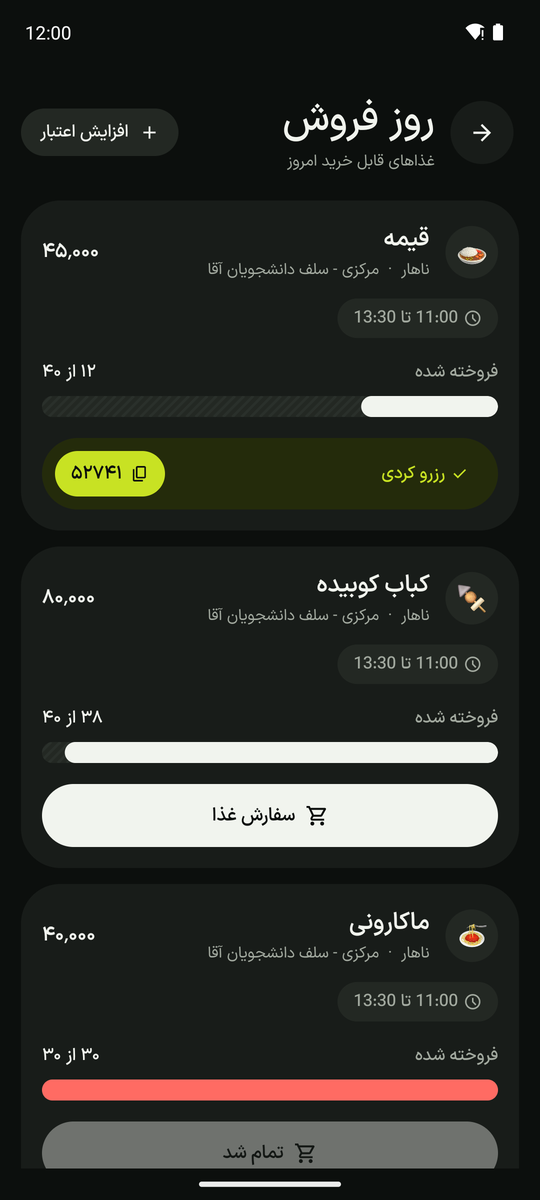 12:00
روز فروش
غذاهای قابل خرید امروز
افزایش اعتبار
قیمه
۴۵,۰۰۰
ناهار · مرکزی - سلف دانشجویان آقا
11:00 تا 13:30
فروخته شده
۱۲ از ۴۰
رزرو کردی
۵۲۷۴۱
کباب کوبیده
۸۰,۰۰۰
ناهار · مرکزی - سلف دانشجویان آقا
11:00 تا 13:30
فروخته شده
۳۸ از ۴۰
سفارش غذا
ماکارونی
۴۰,۰۰۰
ناهار · مرکزی - سلف دانشجویان آقا
11:00 تا 13:30
فروخته شده
۳۰ از ۳۰
تمام شد